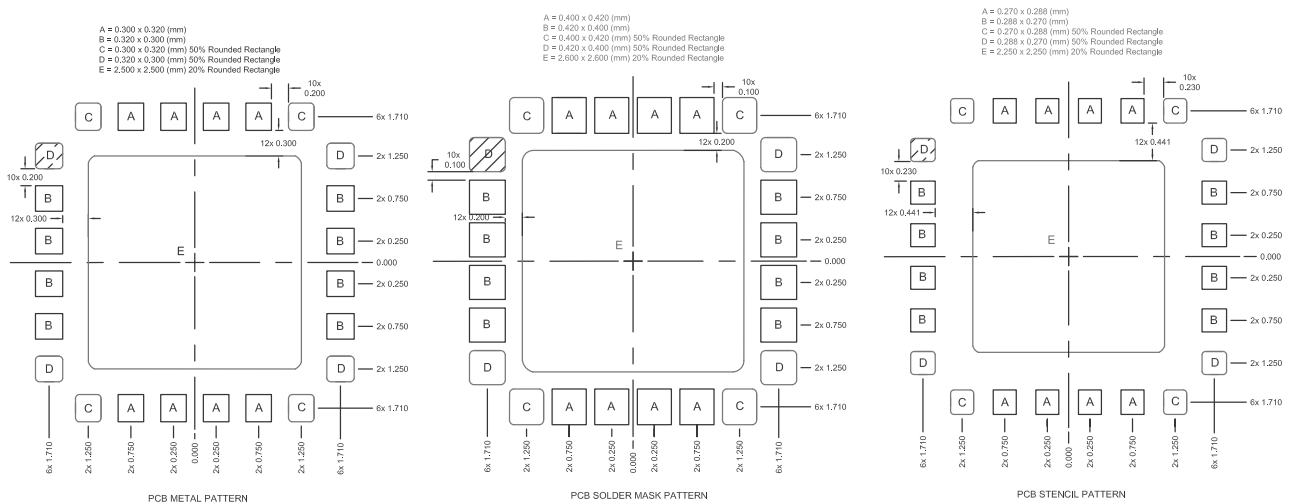 A = 0.300 x 0.320 (mm)
B = 0.320 x 0.300 (mm)
C = 0.300 x 0.320 (mm) 50% Rounded Rectangle
D = 0.320 x 0.300 (mm) 50% Rounded Rectangle
E = 2.500 x 2.500 (mm) 20% Rounded Rectangle
10x
0.200
C A A A A C 6x 1.710
12x 0.300
D D 2x 1.250
10x 0.200
B B 2x 0.750
12x 0.300
B B 2x 0.250
E
0.000
B B 2x 0.250
B B 2x 0.750
D D 2x 1.250
C A A A A C 6x 1.710
6x 1.710
2x 1.250
2x 0.750
2x 0.250
0.000
2x 0.750
2x 1.250
6x 1.710
PCB METAL PATTERN
A = 0.400 x 0.420 (mm)
B = 0.420 x 0.400 (mm)
C = 0.400 x 0.420 (mm) 50% Rounded Rectangle
D = 0.420 x 0.400 (mm) 50% Rounded Rectangle
E = 2.600 x 2.600 (mm) 20% Rounded Rectangle
10x
0.100
C A A A A C 6x 1.710
12x 0.200
D D 2x 1.250
10x
0.100
B B 2x 0.750
12x 0.200
B B 2x 0.250
E
0.000
B B 2x 0.250
B B 2x 0.750
D D 2x 1.250
C A A A A C 6x 1.710
6x 1.710
2x 1.250
2x 0.750
2x 0.250
0.000
2x 0.750
2x 1.250
6x 1.710
PCB SOLDER MASK PATTERN
A = 0.270 x 0.288 (mm)
B = 0.288 x 0.270 (mm)
C = 0.270 x 0.288 (mm) 50% Rounded Rectangle
D = 0.288 x 0.270 (mm) 50% Rounded Rectangle
E = 2.250 x 2.250 (mm) 20% Rounded Rectangle
10x
0.230
C A A A A C 6x 1.710
12x 0.441
D D 2x 1.250
10x 0.230
B B 2x 0.750
12x 0.441
B B 2x 0.250
E
0.000
B B 2x 0.250
B B 2x 0.750
D D 2x 1.250
C A A A A C 6x 1.710
6x 1.710
2x 1.250
2x 0.750
2x 0.250
0.000
2x 0.750
2x 1.250
6x 1.710
PCB STENCIL PATTERN